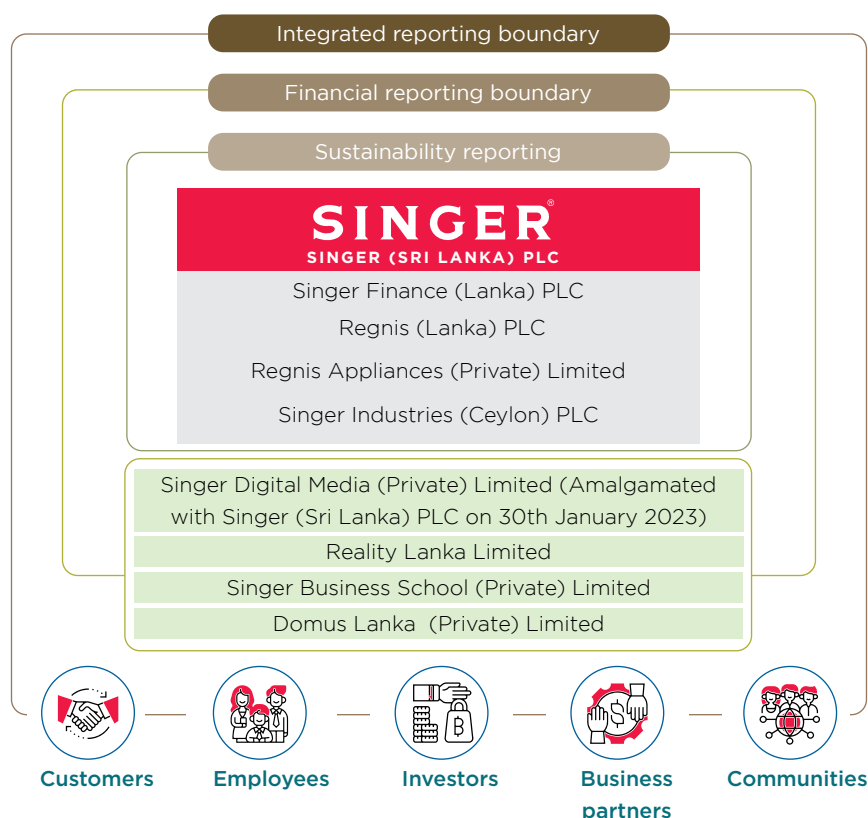 Integrated reporting boundary
Financial reporting boundary
Sustainability reporting
SINGER®
SINGER (SRI LANKA) PLC
Singer Finance (Lanka) PLC
Regnis (Lanka) PLC
Regnis Appliances (Private) Limited
Singer Industries (Ceylon) PLC
Singer Digital Media (Private) Limited (Amalgamated
with Singer (Sri Lanka) PLC on 30th January 2023)
Reality Lanka Limited
Singer Business School (Private) Limited
Domus Lanka (Private) Limited
Customers
Employees
Investors
Business
partners
Communities